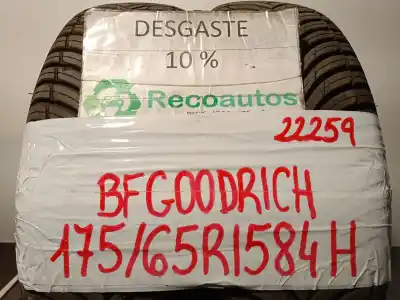 DESGASTE
10 %
Recoautos
22259
BFGOODRICH
175/65R1584H